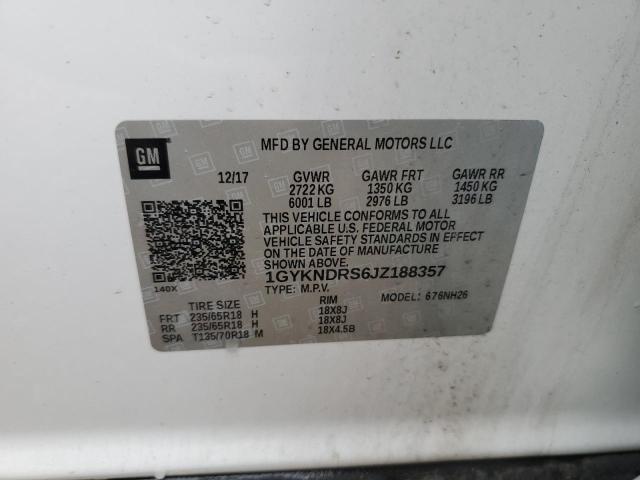 GM
MFD BY GENERAL MOTORS LLC
12/17 GVWR GAWR FRT GAWR RR
2722 KG 1350 KG 1450 KG
6001 LB 2976 LB 3196 LB
THIS VEHICLE CONFORMS TO ALL
APPLICABLE U.S. FEDERAL MOTOR
VEHICLE SAFETY STANDARDS IN EFFECT
ON THE DATE OF MANUFACTURE
SHOWN ABOVE.
140X 1GYKNDRS6JZ188357
TYPE: M.P.V. MODEL: 676NH26
TIRE SIZE RIM
FRT 235/65R18 H 18X8J
RR 235/65R18 H 18X8J
SPA T135/70R18 M 18X4.5B